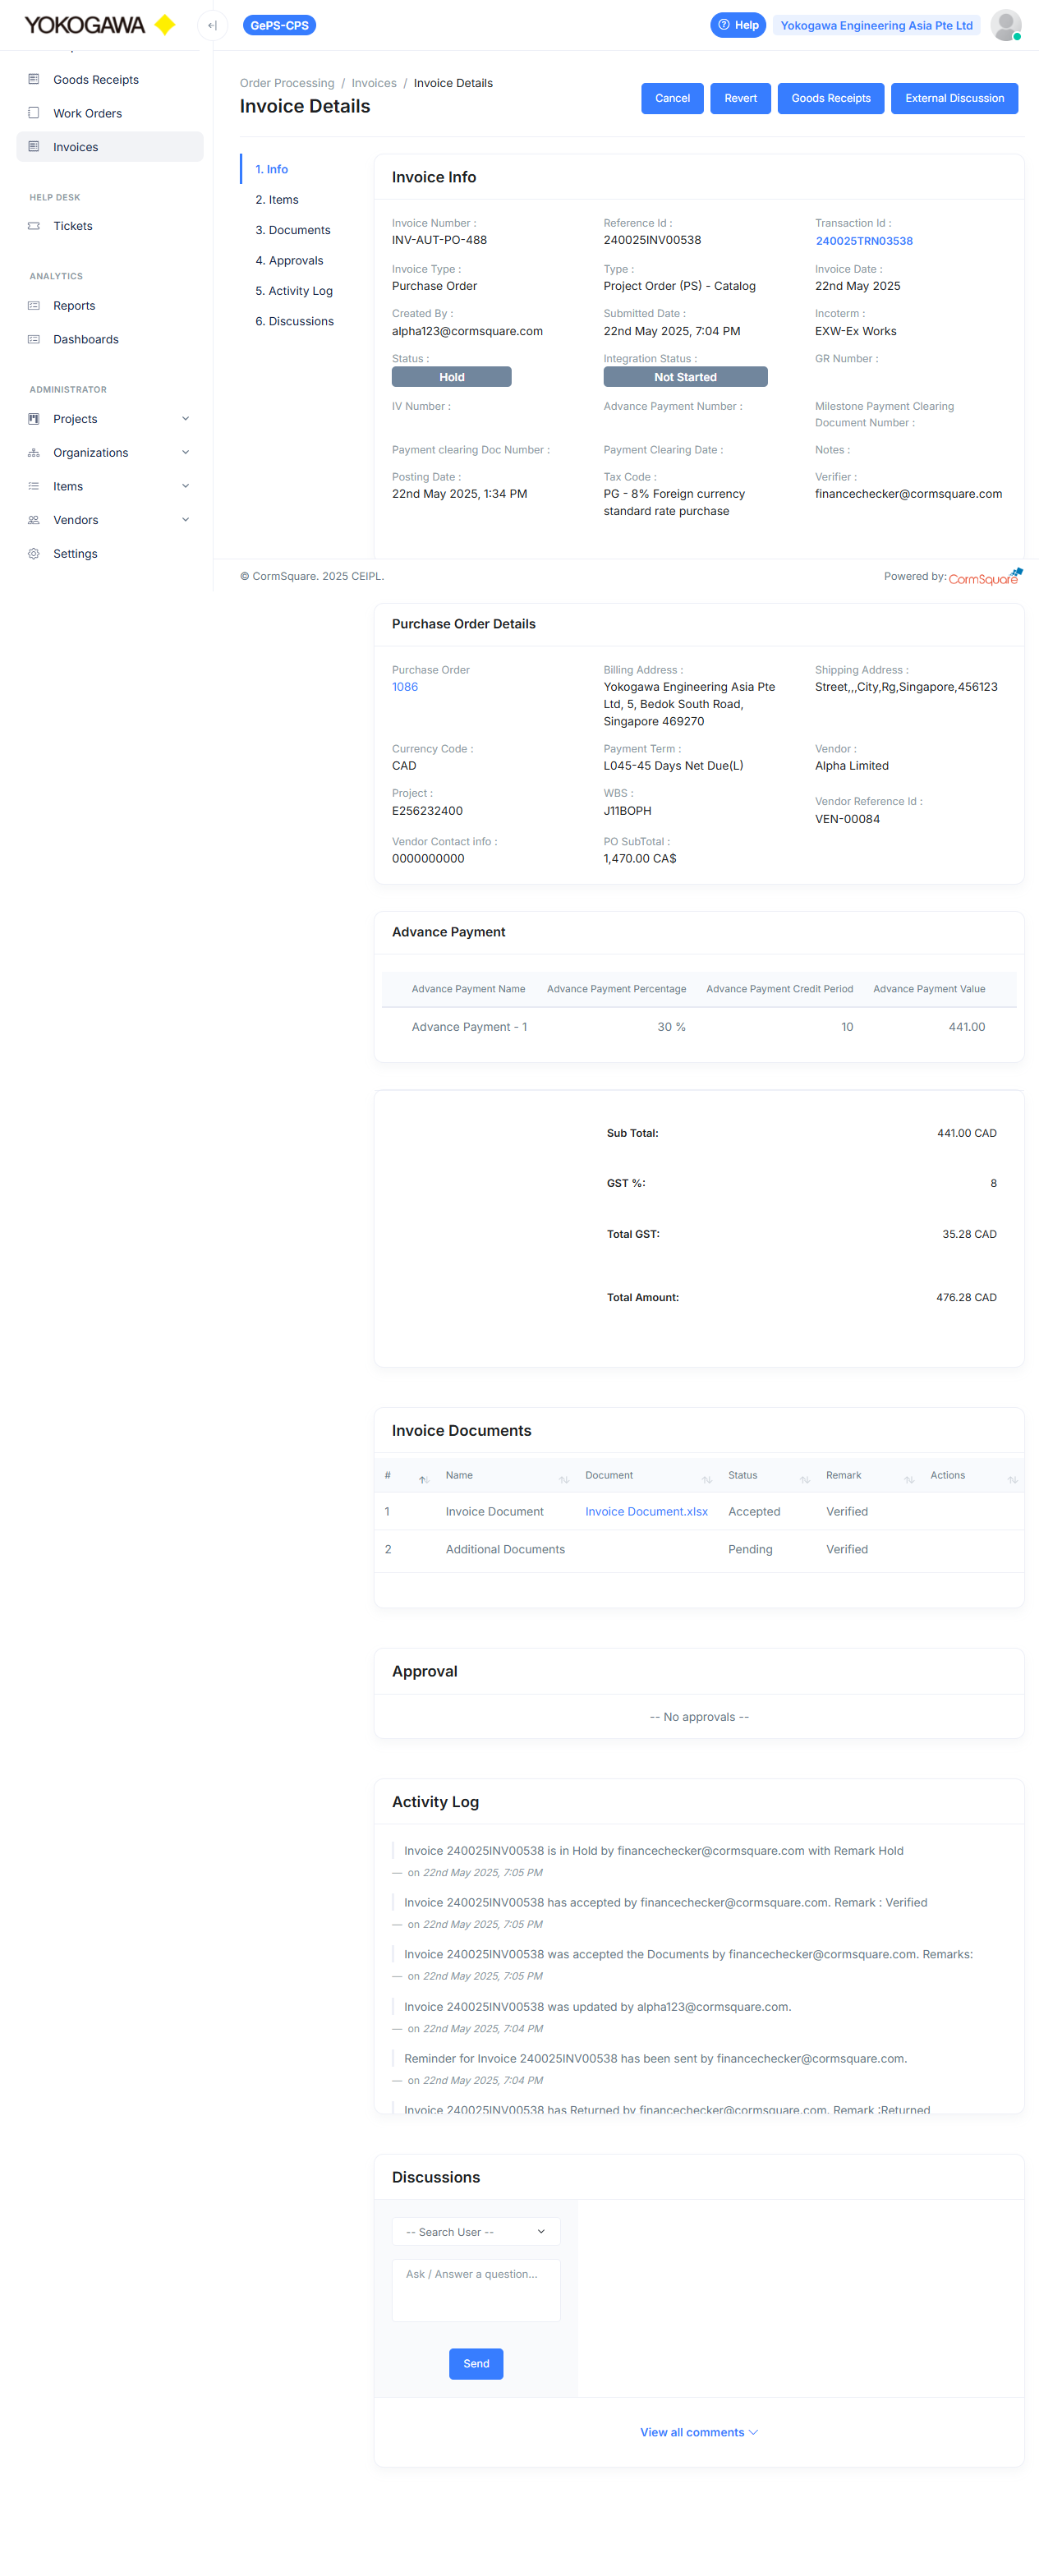 YOKOGAWA
GePS-CPS
Help
Yokogawa Engineering Asia Pte Ltd
Goods Receipts
Work Orders
Invoices
HELP DESK
Tickets
ANALYTICS
Reports
Dashboards
ADMINISTRATOR
Projects
Organizations
Items
Vendors
Settings
Order Processing / Invoices / Invoice Details
Invoice Details
Cancel
Revert
Goods Receipts
External Discussion
1. Info
2. Items
3. Documents
4. Approvals
5. Activity Log
6. Discussions
Invoice Info
Invoice Number :
INV-AUT-PO-488
Reference Id :
240025INV00538
Transaction Id :
240025TRN03538
Invoice Type :
Purchase Order
Type :
Project Order (PS) - Catalog
Invoice Date :
22nd May 2025
Created By :
alpha123@cormsquare.com
Submitted Date :
22nd May 2025, 7:04 PM
Incoterm :
EXW-Ex Works
Status :
Hold
Integration Status :
Not Started
GR Number :
IV Number :
Advance Payment Number :
Milestone Payment Clearing
Document Number :
Payment clearing Doc Number :
Payment Clearing Date :
Notes :
Posting Date :
22nd May 2025, 1:34 PM
Tax Code :
PG - 8% Foreign currency
standard rate purchase
Verifier :
financechecker@cormsquare.com
© CormSquare. 2025 CEIPL.
Powered by: CormSquare
Purchase Order Details
Purchase Order
1086
Billing Address :
Yokogawa Engineering Asia Pte
Ltd, 5, Bedok South Road,
Singapore 469270
Shipping Address :
Street,,,City,Rg,Singapore,456123
Currency Code :
CAD
Payment Term :
L045-45 Days Net Due(L)
Vendor :
Alpha Limited
Project :
E256232400
WBS :
J11BOPH
Vendor Reference Id :
VEN-00084
Vendor Contact info :
0000000000
PO SubTotal :
1,470.00 CA$
Advance Payment
Advance Payment Name Advance Payment Percentage Advance Payment Credit Period Advance Payment Value
Advance Payment - 1 30 % 10 441.00
Sub Total: 441.00 CAD
GST %: 8
Total GST: 35.28 CAD
Total Amount: 476.28 CAD
Invoice Documents
# Name Document Status Remark Actions
1 Invoice Document Invoice Document.xlsx Accepted Verified
2 Additional Documents Pending Verified
Approval
-- No approvals --
Activity Log
Invoice 240025INV00538 is in Hold by financechecker@cormsquare.com with Remark Hold
— on 22nd May 2025, 7:05 PM
Invoice 240025INV00538 has accepted by financechecker@cormsquare.com. Remark : Verified
— on 22nd May 2025, 7:05 PM
Invoice 240025INV00538 was accepted the Documents by financechecker@cormsquare.com. Remarks:
— on 22nd May 2025, 7:05 PM
Invoice 240025INV00538 was updated by alpha123@cormsquare.com.
— on 22nd May 2025, 7:04 PM
Reminder for Invoice 240025INV00538 has been sent by financechecker@cormsquare.com.
— on 22nd May 2025, 7:04 PM
Invoice 240025INV00538 has Returned by financechecker@cormsquare.com. Remark :Returned
Discussions
-- Search User --
Ask / Answer a question...
Send
View all comments